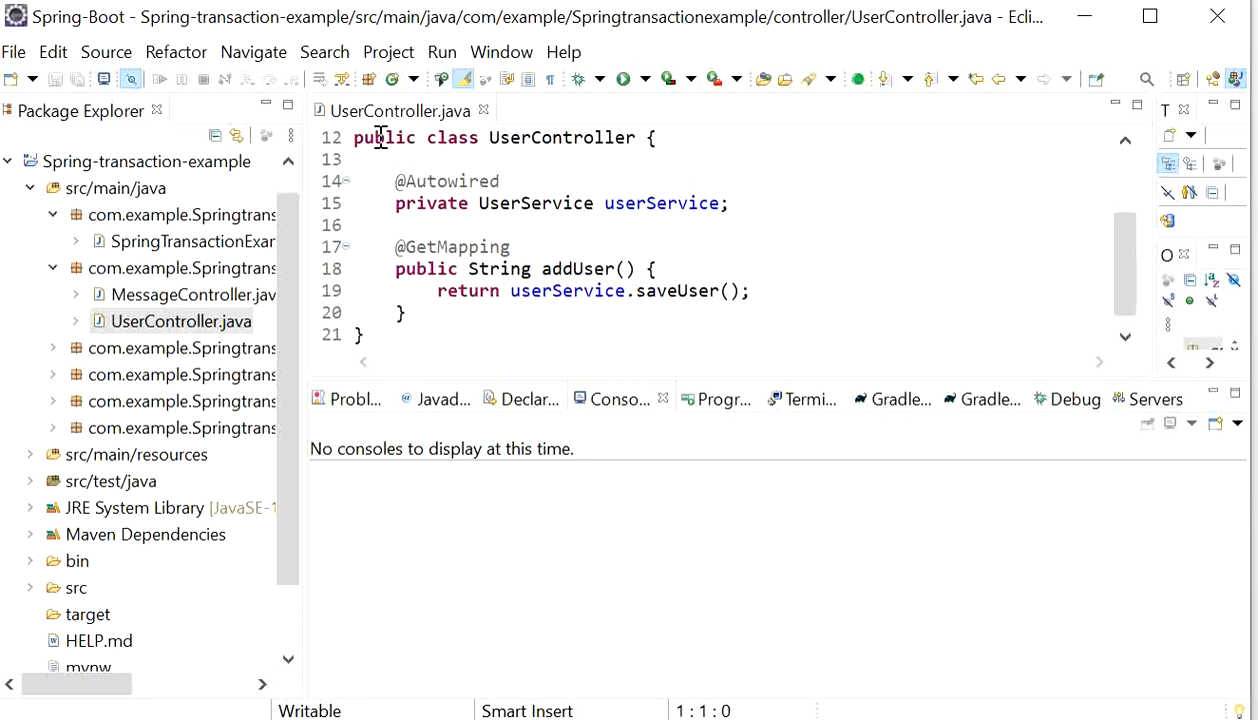 Spring-Boot - Spring-transaction-example/src/main/java/com/example/Springtransactionexample/controller/UserController.java - Ecli...
File Edit Source Refactor Navigate Search Project Run Window Help
Package Explorer
Spring-transaction-example
src/main/java
com.example.Springtrans
SpringTransactionExar
com.example.Springtrans
MessageController.jav
UserController.java
com.example.Springtrans
com.example.Springtrans
com.example.Springtrans
com.example.Springtrans
src/main/resources
src/test/java
JRE System Library [JavaSE-1
Maven Dependencies
bin
src
target
HELP.md
mvnw
UserController.java
12 public class UserController {
13
14 @Autowired
15 private UserService userService;
16
17 @GetMapping
18 public String addUser() {
19 return userService.saveUser();
20 }
21 }
T
O
Probl... Javad... Declar... Conso... Progr... Termi... Gradle... Gradle... Debug Servers
No consoles to display at this time.
Writable Smart Insert 1 : 1 : 0